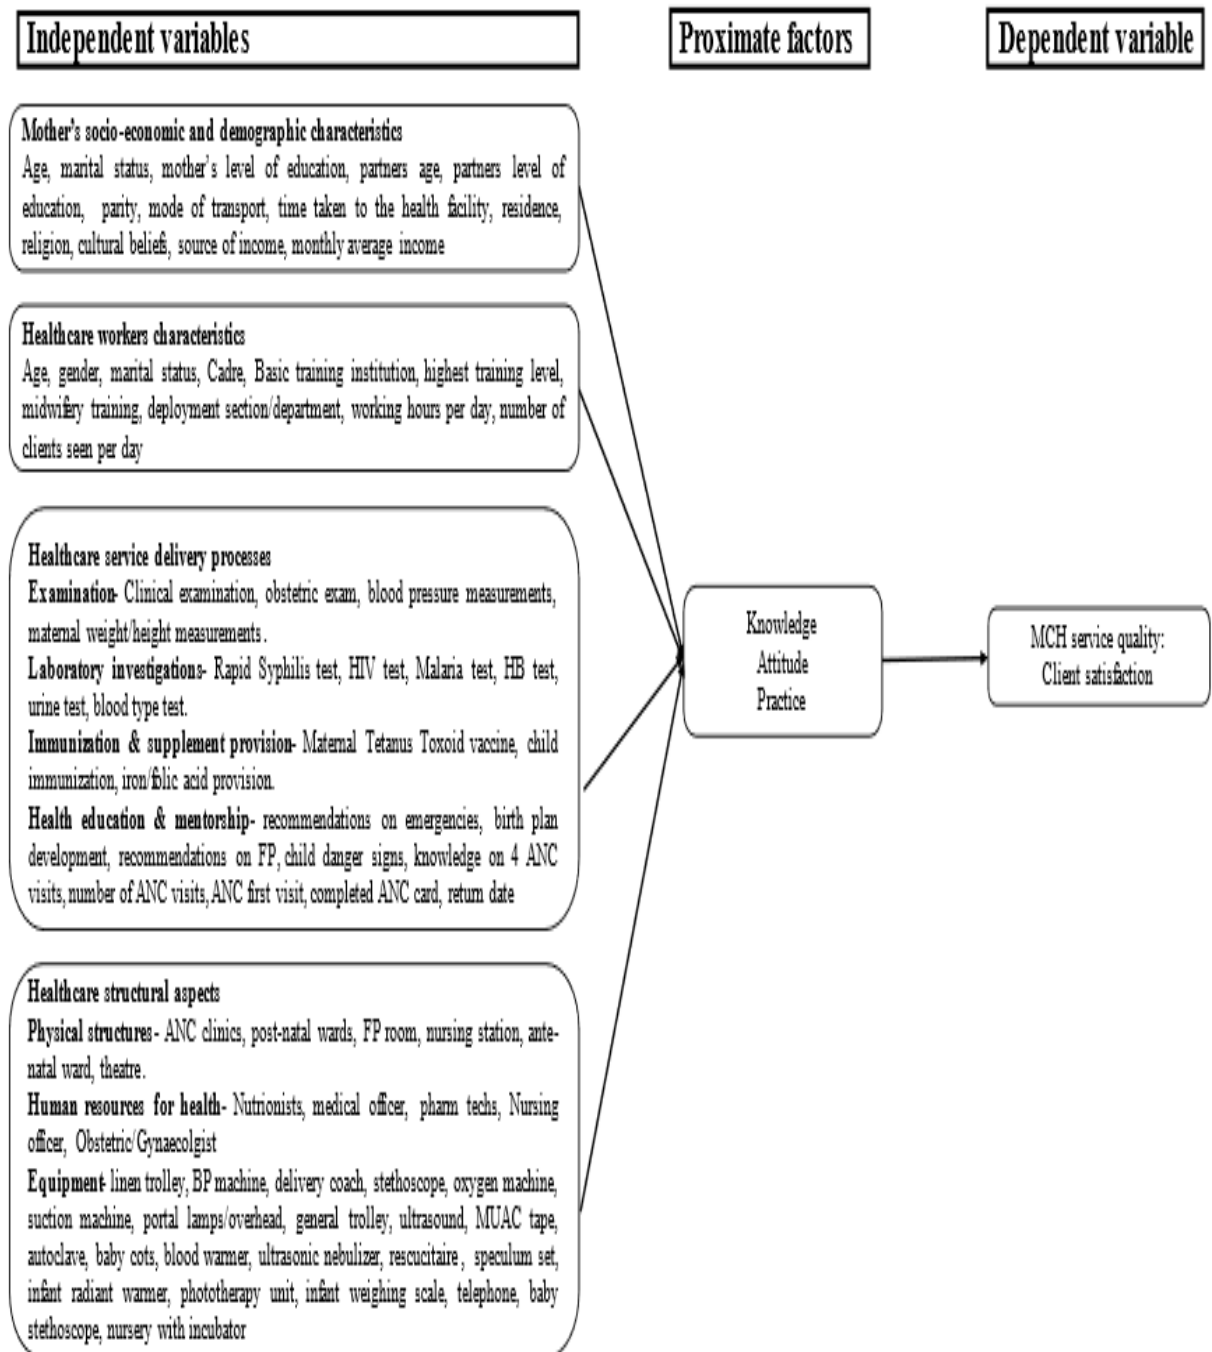 Independent variables
Proximate factors
Dependent variable
Mother's socio-economic and demographic characteristics
Age, marital status, mother's level of education, partners age, partners level of
education, parity, mode of transport, time taken to the health facility, residence,
religion, cultural beliefs, source of income, monthly average income
Healthcare workers characteristics
Age, gender, marital status, Cadre, Basic training institution, highest training level,
midwifery training, deployment section/department, working hours per day, number of
clients seen per day
Healthcare service delivery processes
Examination- Clinical examination, obstetric exam, blood pressure measurements,
maternal weight/height measurements.
Laboratory investigations- Rapid Syphilis test, HIV test, Malaria test, HB test,
urine test, blood type test.
Immunization & supplement provision- Maternal Tetanus Toxoid vaccine, child
immunization, iron/folic acid provision.
Health education & mentorship- recommendations on emergencies, birth plan
development, recommendations on FP, child danger signs, knowledge on 4 ANC
visits, number of ANC visits, ANC first visit, completed ANC card, return date
Healthcare structural aspects
Physical structures- ANC clinics, post-natal wards, FP room, nursing station, ante-
natal ward, theatre.
Human resources for health- Nutrionists, medical officer, pharm techs, Nursing
officer, Obstetric/Gynaecolgist
Equipment- linen trolley, BP machine, delivery coach, stethoscope, oxygen machine,
suction machine, portal lamps/overhead, general trolley, ultrasound, MUAC tape,
autoclave, baby cots, blood warmer, ultrasonic nebulizer, rescucitaire, speculum set,
infant radiant warmer, phototherapy unit, infant weighing scale, telephone, baby
stethoscope, nursery with incubator
Knowledge
Attitude
Practice
MCH service quality:
Client satisfaction